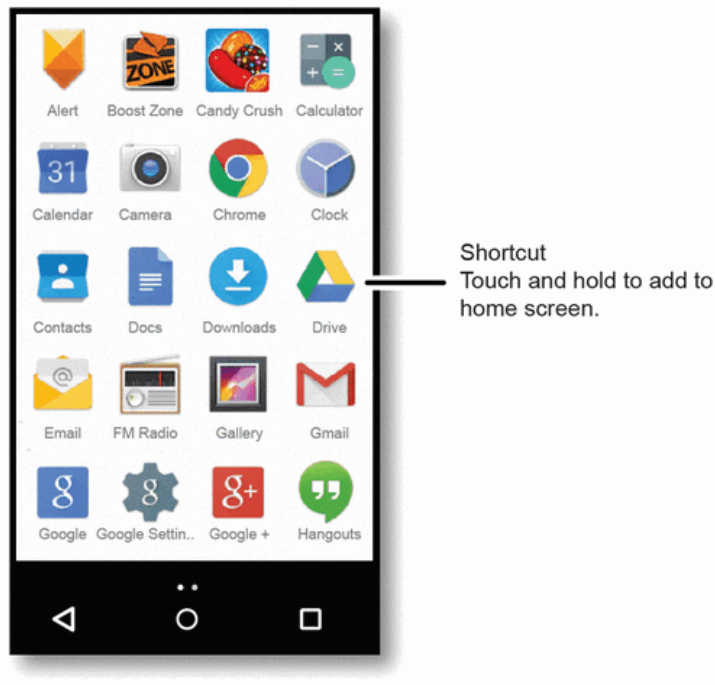 ZONE
Alert Boost Zone Candy Crush Calculator
31
Calendar Camera Chrome Clock
Shortcut
Touch and hold to add to
home screen.
Contacts Docs Downloads Drive
@
Email FM Radio Gallery Gmail
g g g+
Google Google Settin.. Google + Hangouts